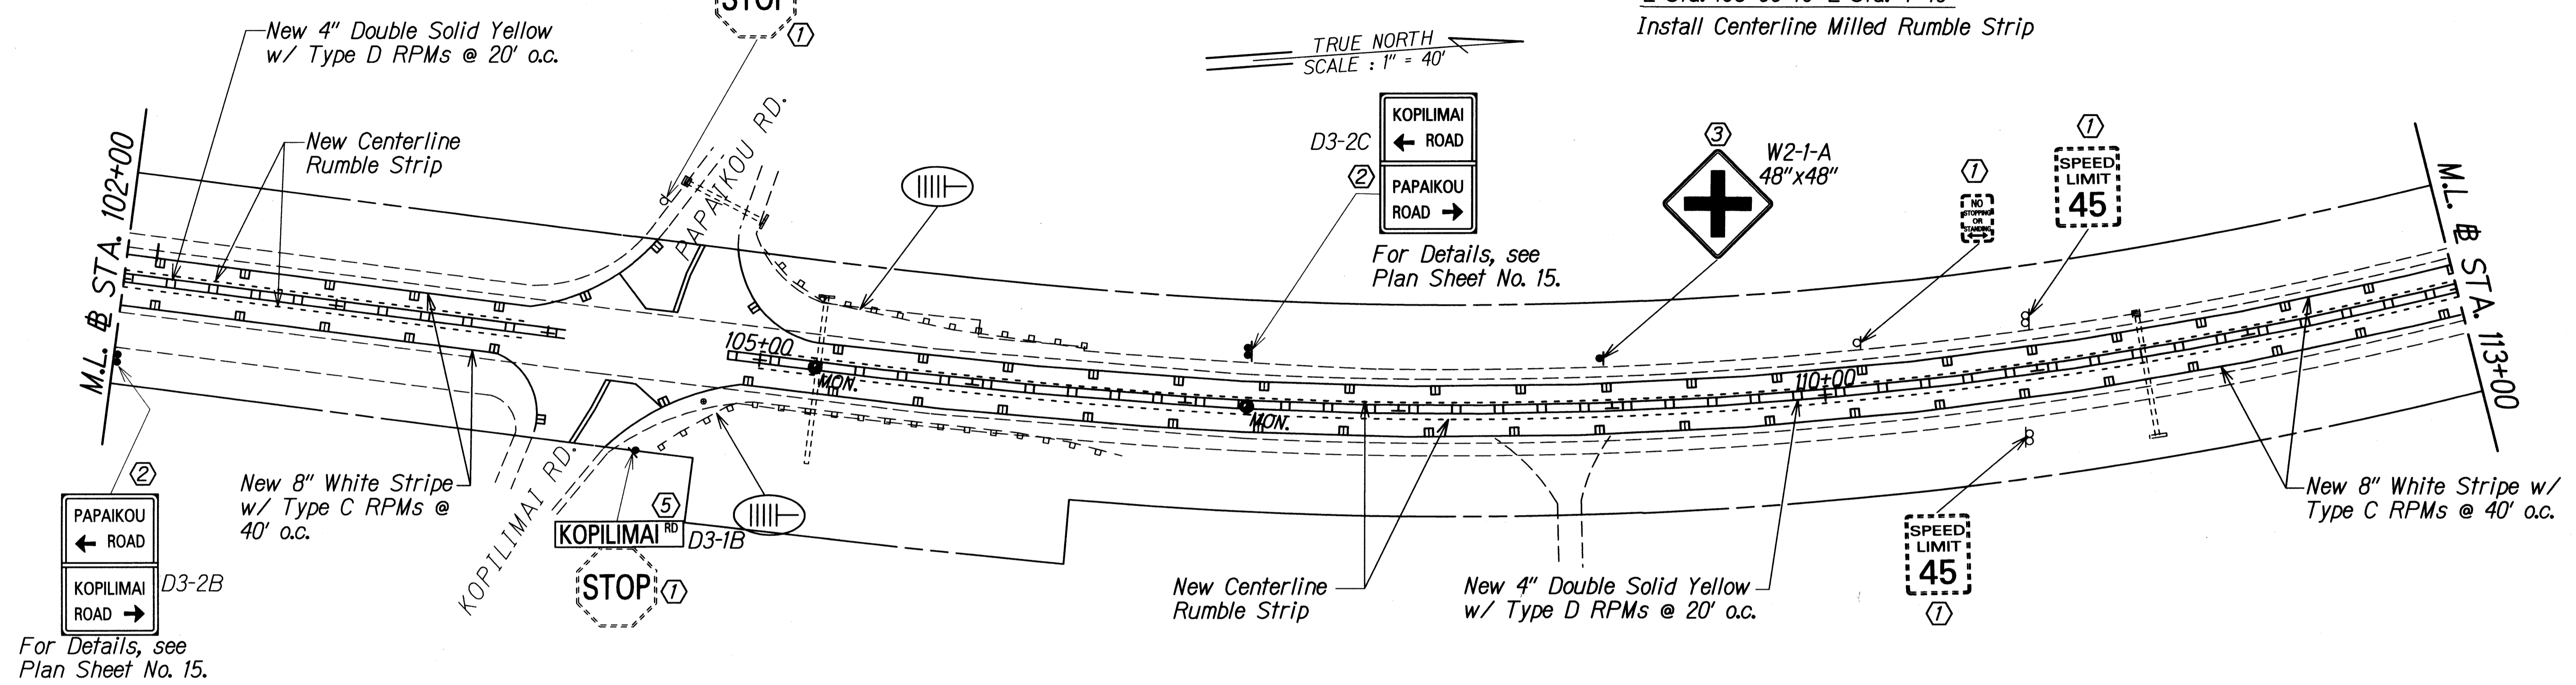 STOP
1
New 4" Double Solid Yellow
w/ Type D RPMs @ 20' o.c.
Install Centerline Milled Rumble Strip
TRUE NORTH
SCALE : 1" = 40'
New Centerline
Rumble Strip
PAPAIKOU RD.
M.L. B STA. 102+00
KOPILIMAI
← ROAD
PAPAIKOU
ROAD →
D3-2C
2
For Details, see
Plan Sheet No. 15.
3
W2-1-A
48"x48"
1
NO
STOPPING
OR
STANDING
↔
1
SPEED
LIMIT
45
M.L. B STA. 113+00
105+00
MON.
MON.
110+00
2
PAPAIKOU
← ROAD
KOPILIMAI
ROAD →
D3-2B
For Details, see
Plan Sheet No. 15.
New 8" White Stripe
w/ Type C RPMs @
40' o.c.
KOPILIMAI RD.
5
KOPILIMAI RD
D3-1B
STOP
1
New Centerline
Rumble Strip
New 4" Double Solid Yellow
w/ Type D RPMs @ 20' o.c.
SPEED
LIMIT
45
1
New 8" White Stripe w/
Type C RPMs @ 40' o.c.